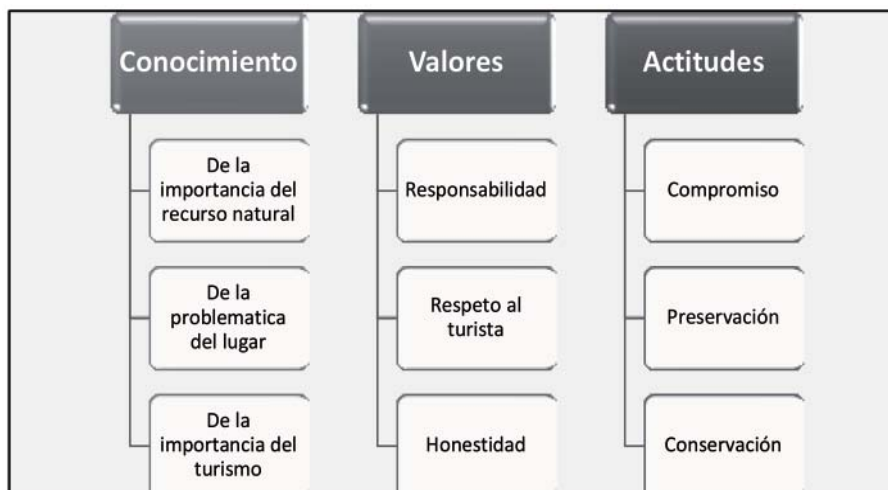 Conocimiento
De la
importancia del
recurso natural
De la
problematica
del lugar
De la
importancia del
turismo
Valores
Responsabilidad
Respeto al
turista
Honestidad
Actitudes
Compromiso
Preservación
Conservación